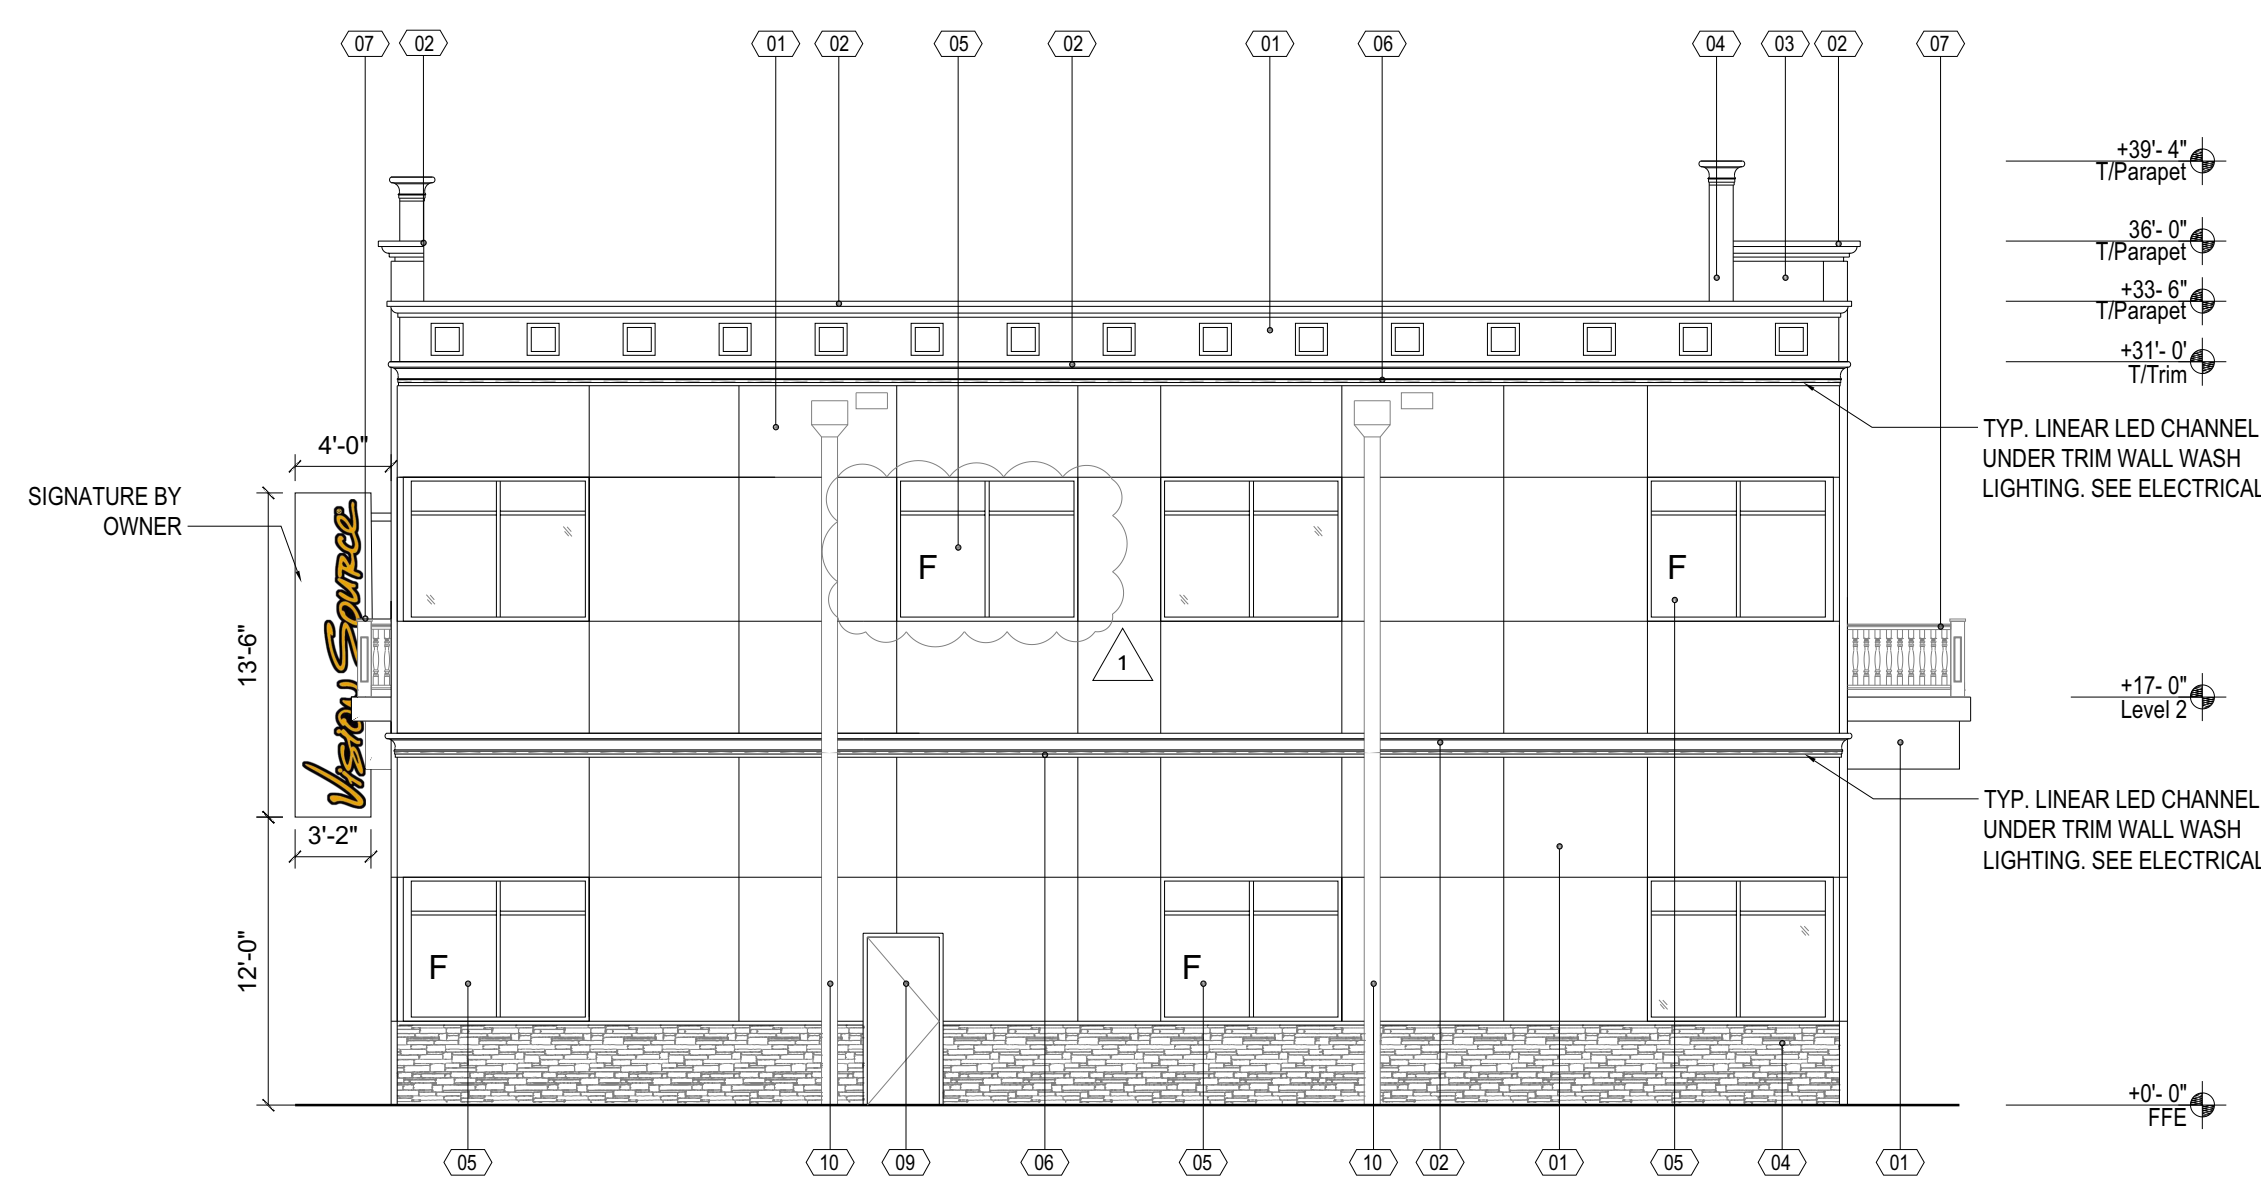 07 02 01 02 05 02 01 06 04 03 02 07
+39'- 4"
T/Parapet
36'- 0"
T/Parapet
+33- 6"
T/Parapet
+31'- 0'
T/Trim
TYP. LINEAR LED CHANNEL
UNDER TRIM WALL WASH
LIGHTING. SEE ELECTRICAL
4'-0"
SIGNATURE BY
OWNER
Vision Source
13'-6"
F
F
1
+17- 0"
Level 2
TYP. LINEAR LED CHANNEL
UNDER TRIM WALL WASH
LIGHTING. SEE ELECTRICAL
3'-2"
12'-0"
F
F
+0'- 0"
FFE
05 10 09 06 05 10 02 01 05 04 01